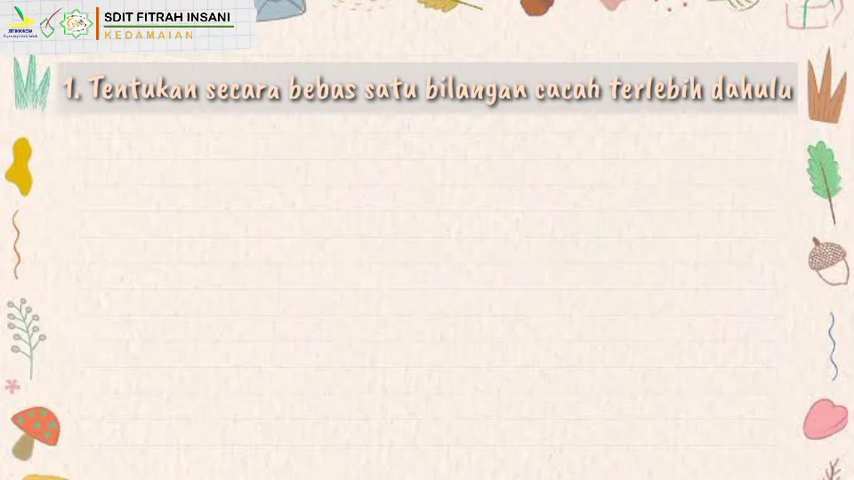 SDIT FITRAH INSANI
KEDAMAIAN
1. Tentukan secara bebas satu bilangan cacah terlebih dahulu